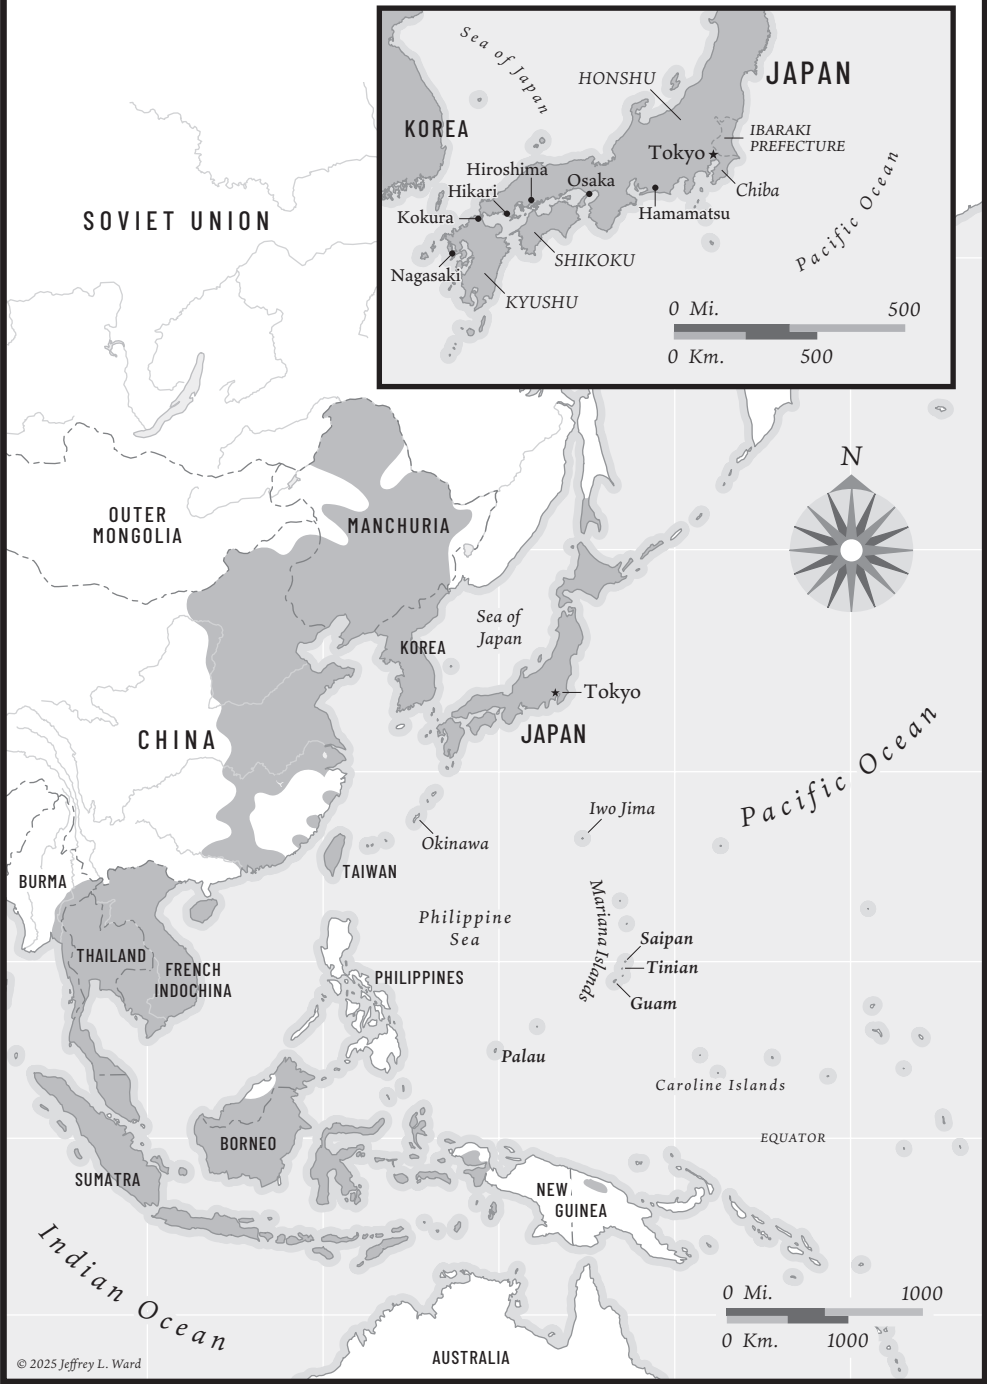 Sea of Japan
JAPAN
HONSHU
KOREA
IBARAKI
PREFECTURE
Tokyo
Hiroshima
Osaka
Hikari
Chiba
Kokura
Hamamatsu
Pacific Ocean
SHIKOKU
Nagasaki
KYUSHU
0 Mi. 500
0 Km. 500
SOVIET UNION
N
OUTER
MONGOLIA
MANCHURIA
Sea of
Japan
KOREA
Tokyo
JAPAN
CHINA
Pacific Ocean
Iwo Jima
Okinawa
TAIWAN
BURMA
Philippine
Sea
Mariana Islands
Saipan
THAILAND
Tinian
FRENCH
INDOCHINA
PHILIPPINES
Guam
Palau
Caroline Islands
EQUATOR
BORNEO
SUMATRA
NEW
GUINEA
Indian Ocean
0 Mi. 1000
0 Km. 1000
AUSTRALIA
© 2025 Jeffrey L. Ward